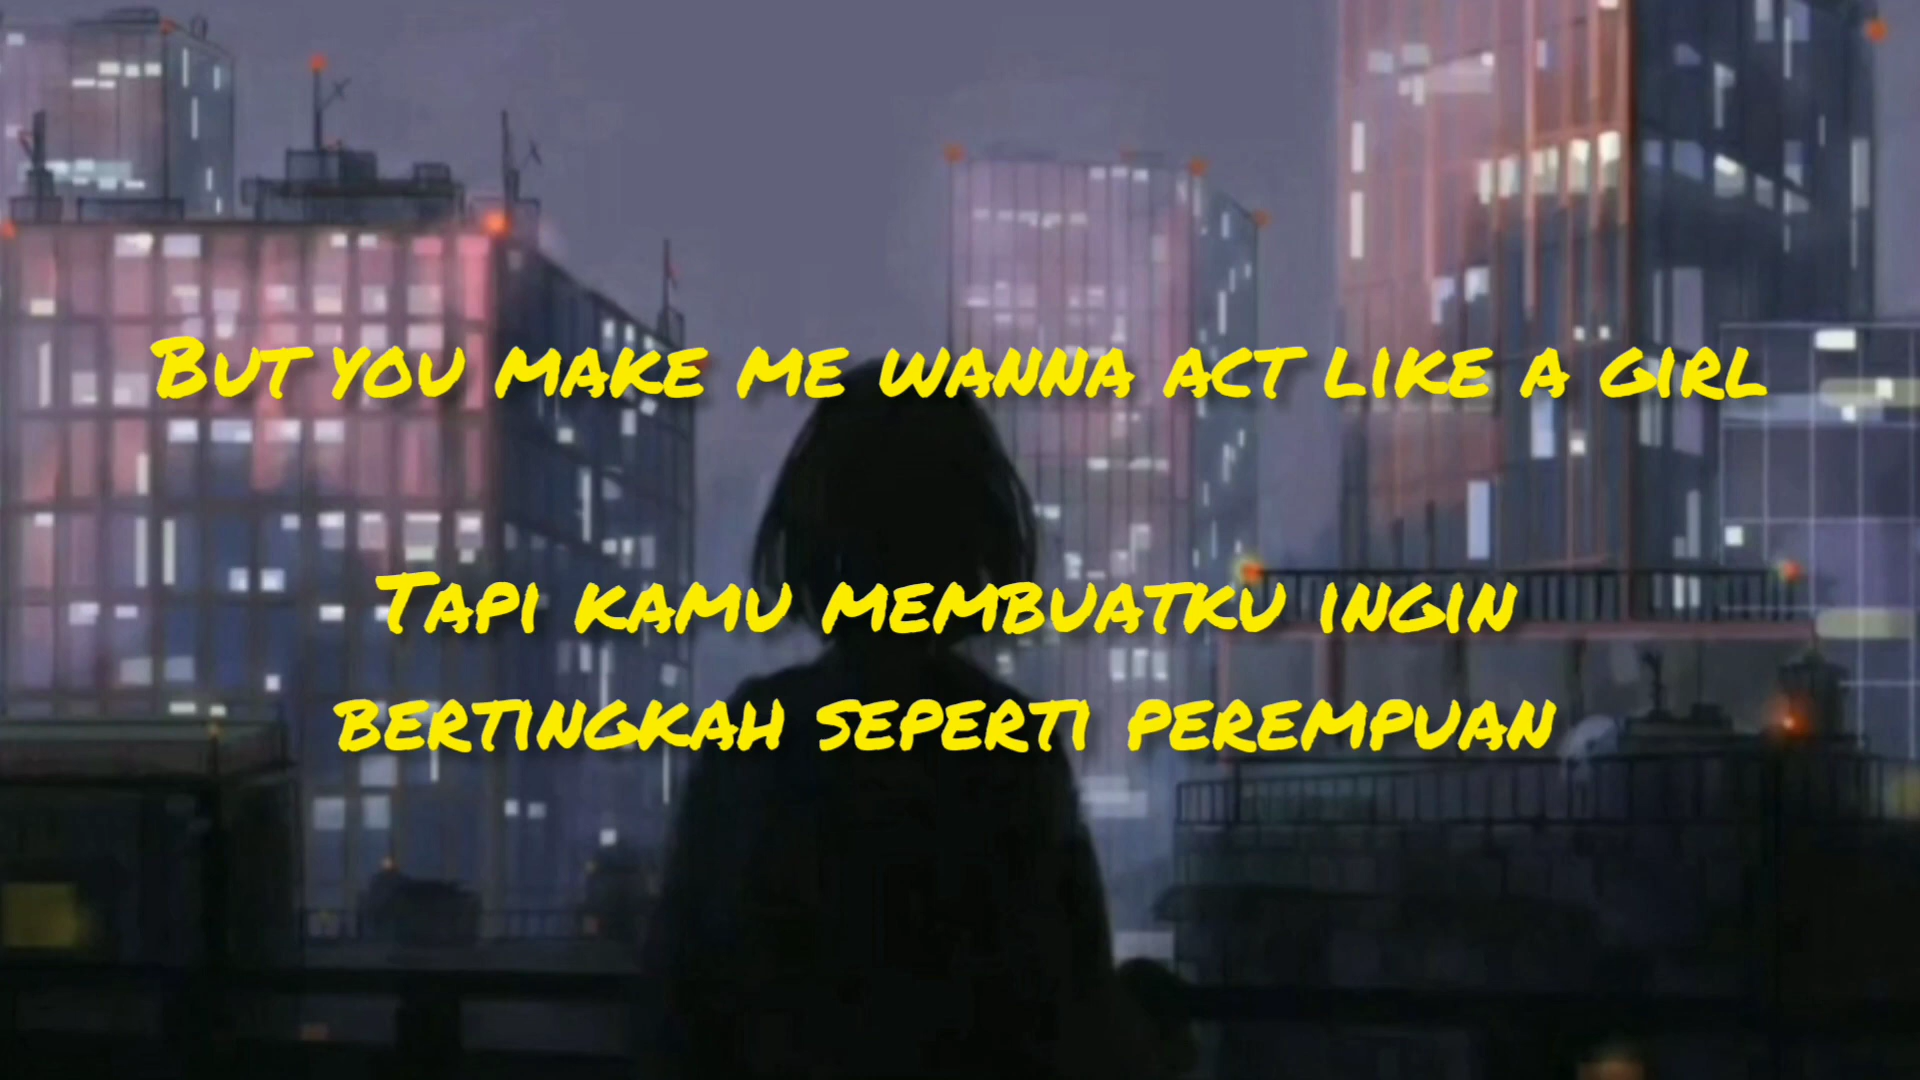 But you make me wanna act like a girl
Tapi kamu membuatku ingin
bertingkah seperti perempuan